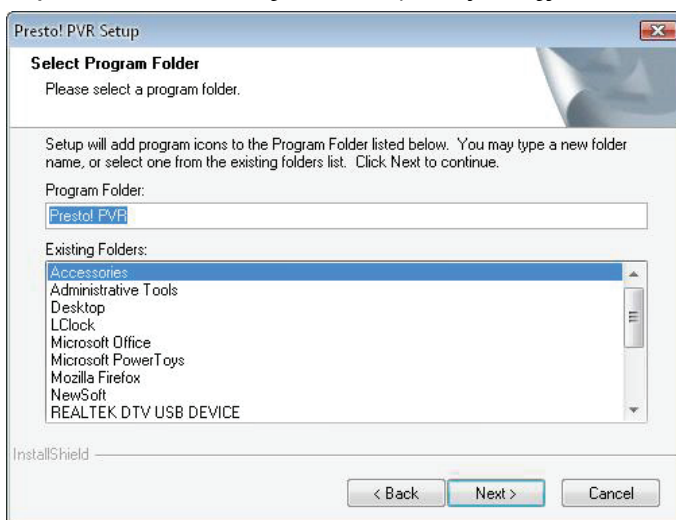 Presto! PVR Setup
Select Program Folder
Please select a program folder.
Setup will add program icons to the Program Folder listed below. You may type a new folder
name, or select one from the existing folders list. Click Next to continue.
Program Folder:
Presto! PVR
Existing Folders:
Accessories
Administrative Tools
Desktop
LClock
Microsoft Office
Microsoft PowerToys
Mozilla Firefox
NewSoft
REALTEK DTV USB DEVICE
InstallShield
< Back Next > Cancel